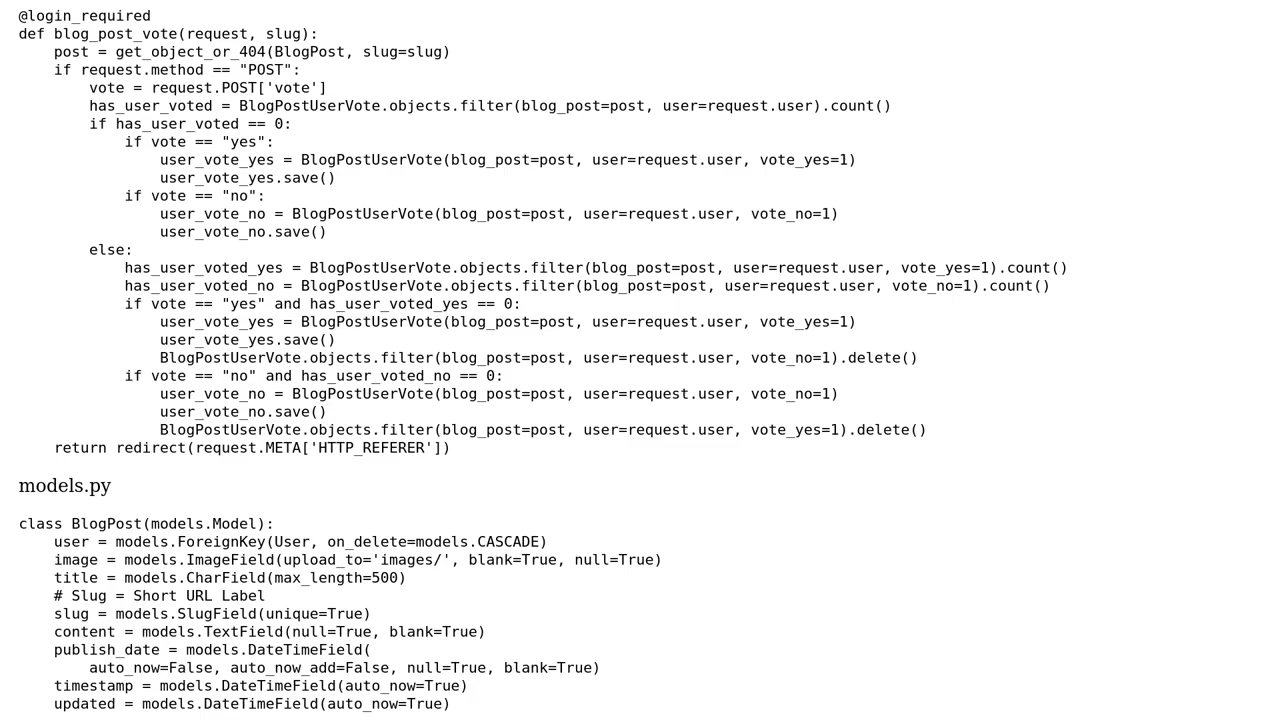 @login_required
def blog_post_vote(request, slug):
    post = get_object_or_404(BlogPost, slug=slug)
    if request.method == "POST":
        vote = request.POST['vote']
        has_user_voted = BlogPostUserVote.objects.filter(blog_post=post, user=request.user).count()
        if has_user_voted == 0:
            if vote == "yes":
                user_vote_yes = BlogPostUserVote(blog_post=post, user=request.user, vote_yes=1)
                user_vote_yes.save()
            if vote == "no":
                user_vote_no = BlogPostUserVote(blog_post=post, user=request.user, vote_no=1)
                user_vote_no.save()
        else:
            has_user_voted_yes = BlogPostUserVote.objects.filter(blog_post=post, user=request.user, vote_yes=1).count()
            has_user_voted_no = BlogPostUserVote.objects.filter(blog_post=post, user=request.user, vote_no=1).count()
            if vote == "yes" and has_user_voted_yes == 0:
                user_vote_yes = BlogPostUserVote(blog_post=post, user=request.user, vote_yes=1)
                user_vote_yes.save()
                BlogPostUserVote.objects.filter(blog_post=post, user=request.user, vote_no=1).delete()
            if vote == "no" and has_user_voted_no == 0:
                user_vote_no = BlogPostUserVote(blog_post=post, user=request.user, vote_no=1)
                user_vote_no.save()
                BlogPostUserVote.objects.filter(blog_post=post, user=request.user, vote_yes=1).delete()
    return redirect(request.META['HTTP_REFERER'])
models.py
class BlogPost(models.Model):
    user = models.ForeignKey(User, on_delete=models.CASCADE)
    image = models.ImageField(upload_to='images/', blank=True, null=True)
    title = models.CharField(max_length=500)
    # Slug = Short URL Label
    slug = models.SlugField(unique=True)
    content = models.TextField(null=True, blank=True)
    publish_date = models.DateTimeField(
        auto_now=False, auto_now_add=False, null=True, blank=True)
    timestamp = models.DateTimeField(auto_now=True)
    updated = models.DateTimeField(auto_now=True)